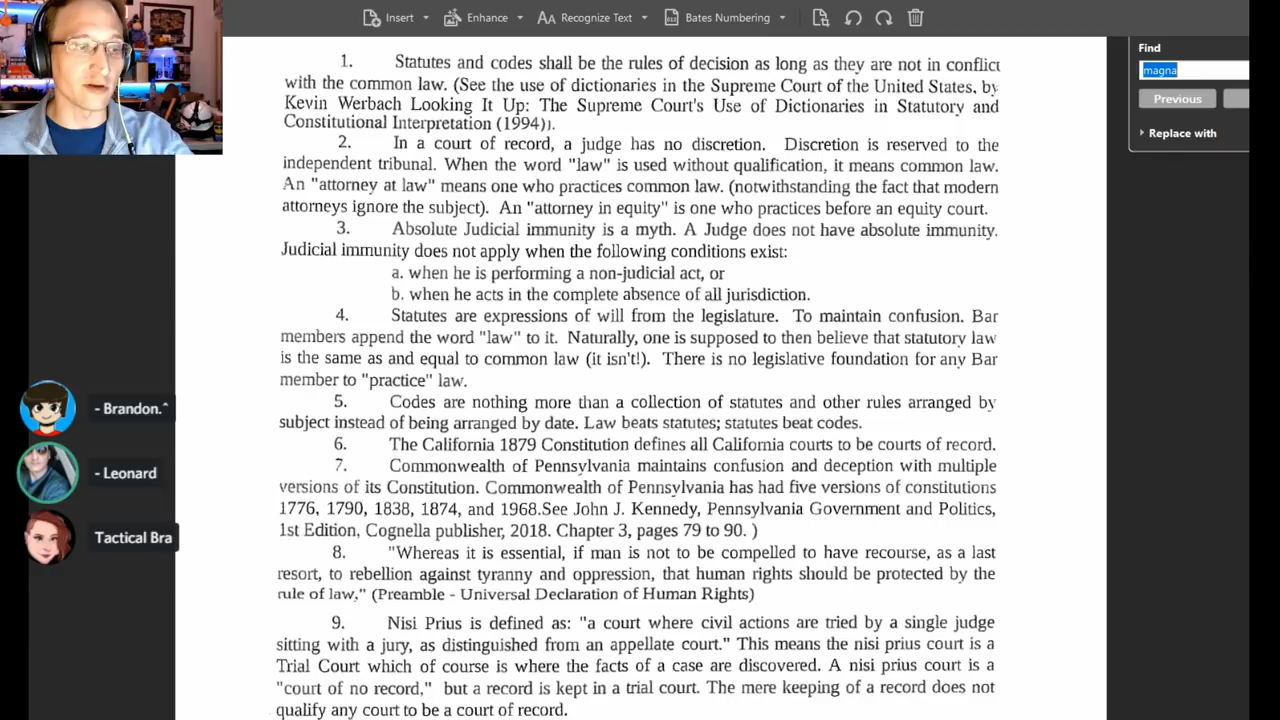 Insert
Enhance
Recognize Text
Bates Numbering
Find
magna
Previous
Replace with
1. Statutes and codes shall be the rules of decision as long as they are not in conflict
with the common law. (See the use of dictionaries in the Supreme Court of the United States, by
Kevin Werbach Looking It Up: The Supreme Court's Use of Dictionaries in Statutory and
Constitutional Interpretation (1994)).
2. In a court of record, a judge has no discretion. Discretion is reserved to the
independent tribunal. When the word "law" is used without qualification, it means common law.
An "attorney at law" means one who practices common law. (notwithstanding the fact that modern
attorneys ignore the subject). An "attorney in equity" is one who practices before an equity court.
3. Absolute Judicial immunity is a myth. A Judge does not have absolute immunity.
Judicial immunity does not apply when the following conditions exist:
a. when he is performing a non-judicial act, or
b. when he acts in the complete absence of all jurisdiction.
4. Statutes are expressions of will from the legislature. To maintain confusion. Bar
members append the word "law" to it. Naturally, one is supposed to then believe that statutory law
is the same as and equal to common law (it isn't!). There is no legislative foundation for any Bar
member to "practice" law.
5. Codes are nothing more than a collection of statutes and other rules arranged by
subject instead of being arranged by date. Law beats statutes; statutes beat codes.
6. The California 1879 Constitution defines all California courts to be courts of record.
7. Commonwealth of Pennsylvania maintains confusion and deception with multiple
versions of its Constitution. Commonwealth of Pennsylvania has had five versions of constitutions
1776, 1790, 1838, 1874, and 1968.See John J. Kennedy, Pennsylvania Government and Politics,
1st Edition, Cognella publisher, 2018. Chapter 3, pages 79 to 90. )
8. "Whereas it is essential, if man is not to be compelled to have recourse, as a last
resort, to rebellion against tyranny and oppression, that human rights should be protected by the
rule of law," (Preamble - Universal Declaration of Human Rights)
9. Nisi Prius is defined as: "a court where civil actions are tried by a single judge
sitting with a jury, as distinguished from an appellate court." This means the nisi prius court is a
Trial Court which of course is where the facts of a case are discovered. A nisi prius court is a
"court of no record," but a record is kept in a trial court. The mere keeping of a record does not
qualify any court to be a court of record.
- Brandon.^
- Leonard
Tactical Bra